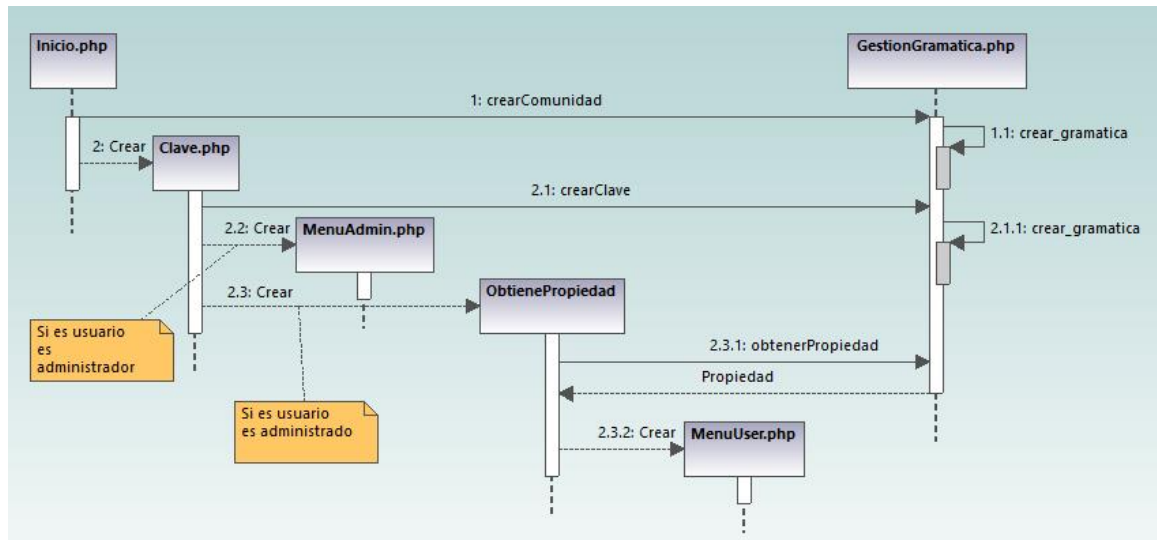 Inicio.php
GestionGramatica.php
1: crearComunidad
1.1: crear_gramatica
2: Crear
Clave.php
2.1: crearClave
2.2: Crear
MenuAdmin.php
2.1.1: crear_gramatica
2.3: Crear
ObtienePropiedad
Si es usuario
es
administrador
2.3.1: obtenerPropiedad
Propiedad
Si es usuario
es administrado
2.3.2: Crear
MenuUser.php